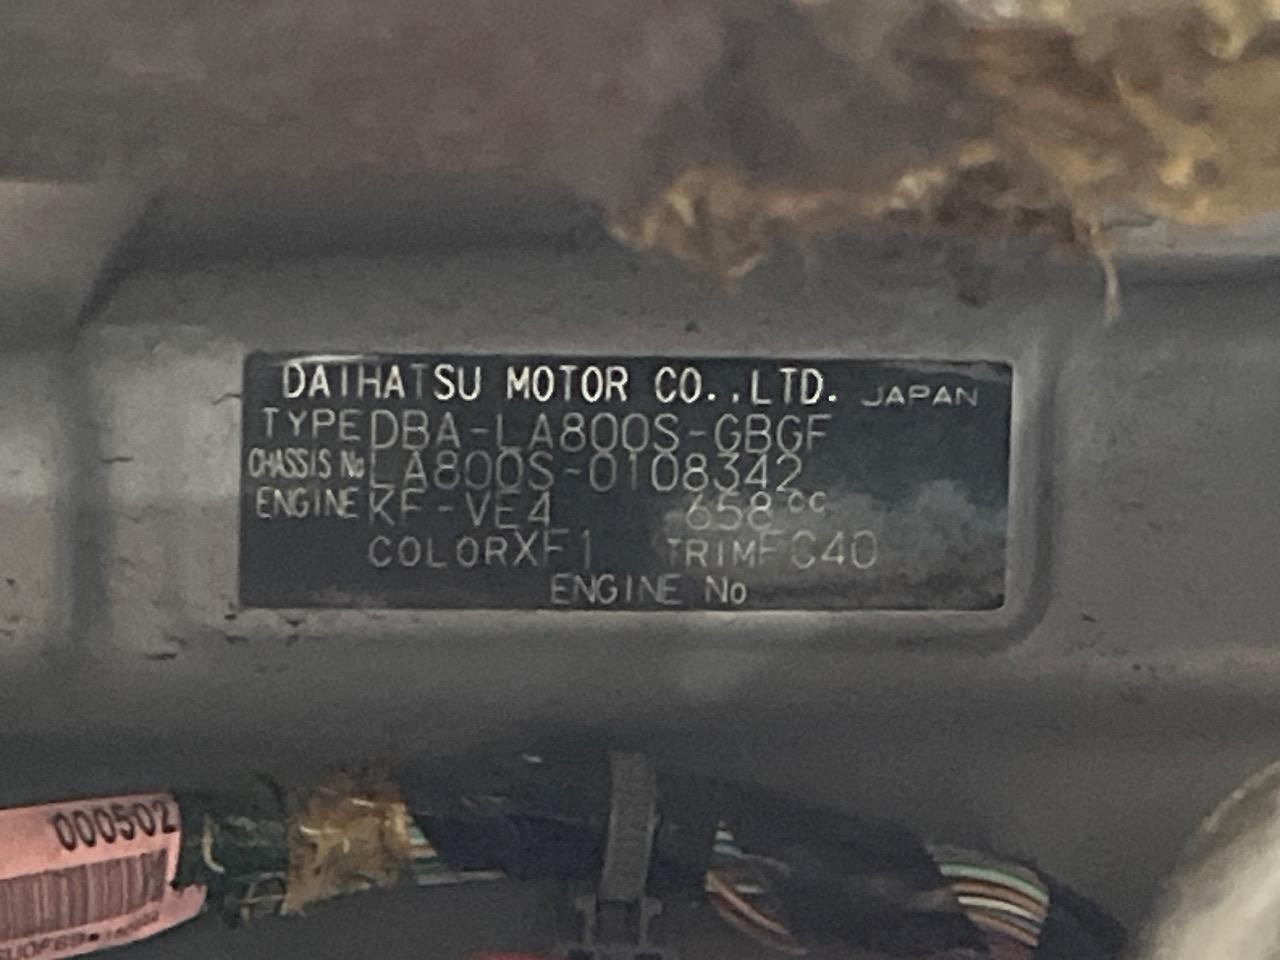 DAIHATSU MOTOR CO.,LTD. JAPAN
TYPE DBA-LA800S-GBGF
CHASSIS No LA800S-0108342
ENGINE KF-VE4 658cc
COLOR XF1 TRIM FC40
ENGINE No
000502